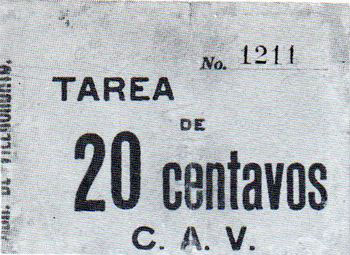 No. 1211
TAREA
DE
20 centavos
C. A. V.